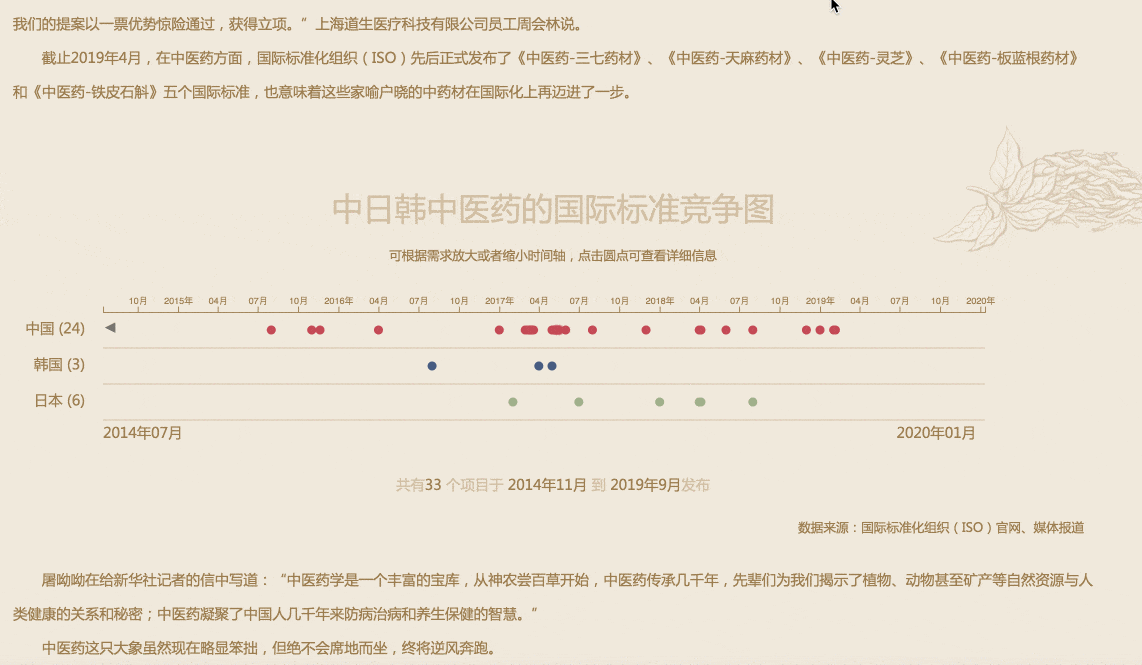 我们的提案以一票优势惊险通过，获得立项。”上海道生医疗科技有限公司员工周会林说。
截止2019年4月，在中医药方面，国际标准化组织（ISO）先后正式发布了《中医药-三七药材》、《中医药-天麻药材》、《中医药-灵芝》、《中医药-板蓝根药材》
和《中医药-铁皮石斛》五个国际标准，也意味着这些家喻户晓的中药材在国际化上再迈进了一步。
中日韩中医药的国际标准竞争图
可根据需求放大或者缩小时间轴，点击圆点可查看详细信息
10月 2015年 04月 07月 10月 2016年 04月 07月 10月 2017年 04月 07月 10月 2018年 04月 07月 10月 2019年 04月 07月 10月 2020年
中国 (24)
韩国 (3)
日本 (6)
2014年07月 2020年01月
共有33 个项目于 2014年11月 到 2019年9月发布
数据来源：国际标准化组织（ISO）官网、媒体报道
屠呦呦在给新华社记者的信中写道：“中医药学是一个丰富的宝库，从神农尝百草开始，中医药传承几千年，先辈们为我们揭示了植物、动物甚至矿产等自然资源与人
类健康的关系和秘密；中医药凝聚了中国人几千年来防病治病和养生保健的智慧。”
中医药这只大象虽然现在略显笨拙，但绝不会席地而坐，终将逆风奔跑。